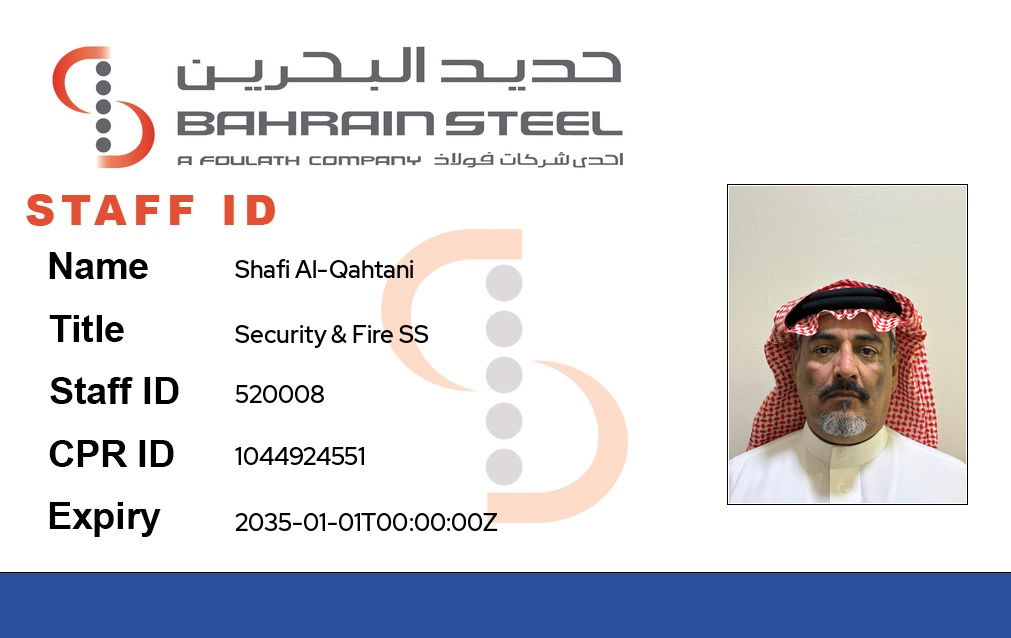 حديد البحرين
BAHRAIN STEEL
A FOULATH COMPANY احدى شركات فولاذ
STAFF ID
Name Shafi Al-Qahtani
Title Security & Fire SS
Staff ID 520008
CPR ID 1044924551
Expiry 2035-01-01T00:00:00Z